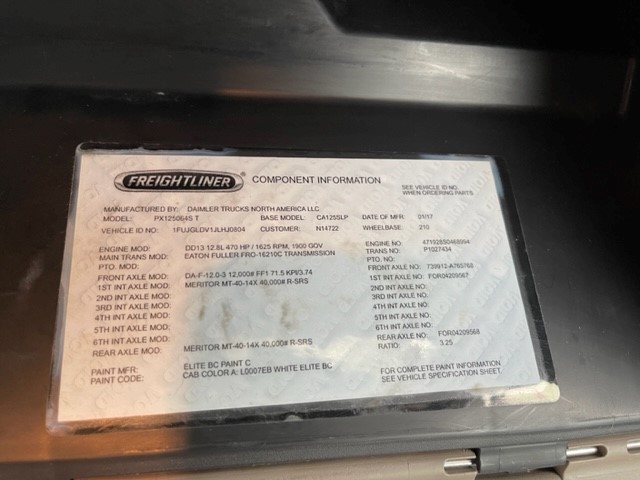 FREIGHTLINER COMPONENT INFORMATION
SEE VEHICLE ID NO.
WHEN ORDERING PARTS
MANUFACTURED BY: DAIMLER TRUCKS NORTH AMERICA LLC
MODEL: PX125064S T BASE MODEL: CA125SLP DATE OF MFR: 01/17
VEHICLE ID NO: 1FUJGLDV1JLHJ0804 CUSTOMER: N14722 WHEELBASE: 210
ENGINE MOD: DD13 12.8L 470 HP / 1625 RPM, 1900 GOV ENGINE NO: 471928S0468994
MAIN TRANS MOD: EATON FULLER FRO-16210C TRANSMISSION TRANS NO: P1027434
PTO. MOD: PTO. NO:
FRONT AXLE MOD: DA-F-12.0-3 12,000# FF1 71.5 KPI/3.74 FRONT AXLE NO: 739912-A765768
1ST INT AXLE MOD: MERITOR MT-40-14X 40,000# R-SRS 1ST INT AXLE NO: FOR04209567
2ND INT AXLE MOD: 2ND INT AXLE NO:
3RD INT AXLE MOD: 3RD INT AXLE NO:
4TH INT AXLE MOD: 4TH INT AXLE NO:
5TH INT AXLE MOD: 5TH INT AXLE NO:
6TH INT AXLE MOD: 6TH INT AXLE NO:
REAR AXLE MOD: MERITOR MT-40-14X 40,000# R-SRS REAR AXLE NO: FOR04209568
RATIO: 3.25
PAINT MFR: ELITE BC PAINT C
PAINT CODE: CAB COLOR A: L0007EB WHITE ELITE BC
FOR COMPLETE PAINT INFORMATION
SEE VEHICLE SPECIFICATION SHEET.